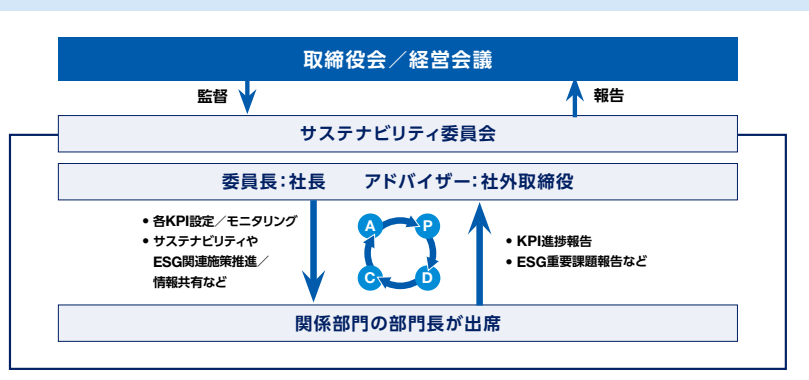 取締役会／経営会議
監督
報告
サステナビリティ委員会
委員長：社長　アドバイザー：社外取締役
• 各KPI設定／モニタリング
• サステナビリティや
ESG関連施策推進／
情報共有など
A
P
C
D
• KPI進捗報告
• ESG重要課題報告など
関係部門の部門長が出席